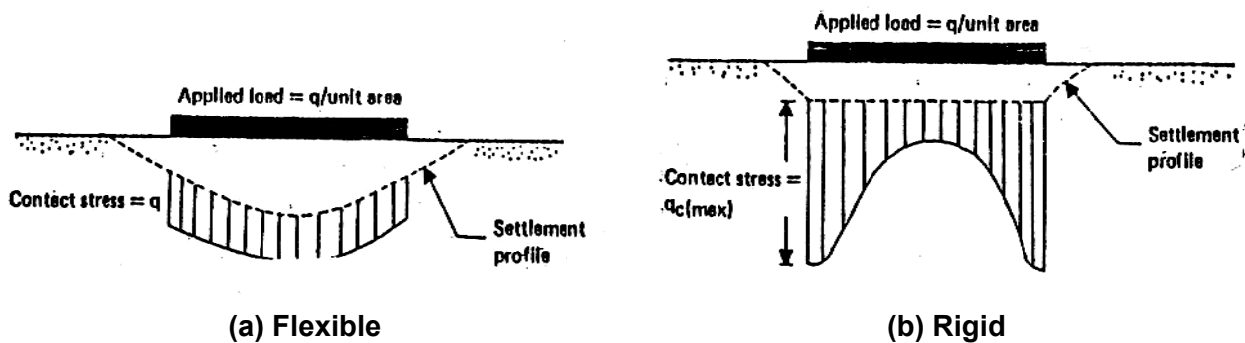 Applied load = q/unit area
Contact stress = q
Settlement
profile
(a) Flexible
Applied load = q/unit area
Contact stress =
qc(max)
Settlement
profile
(b) Rigid